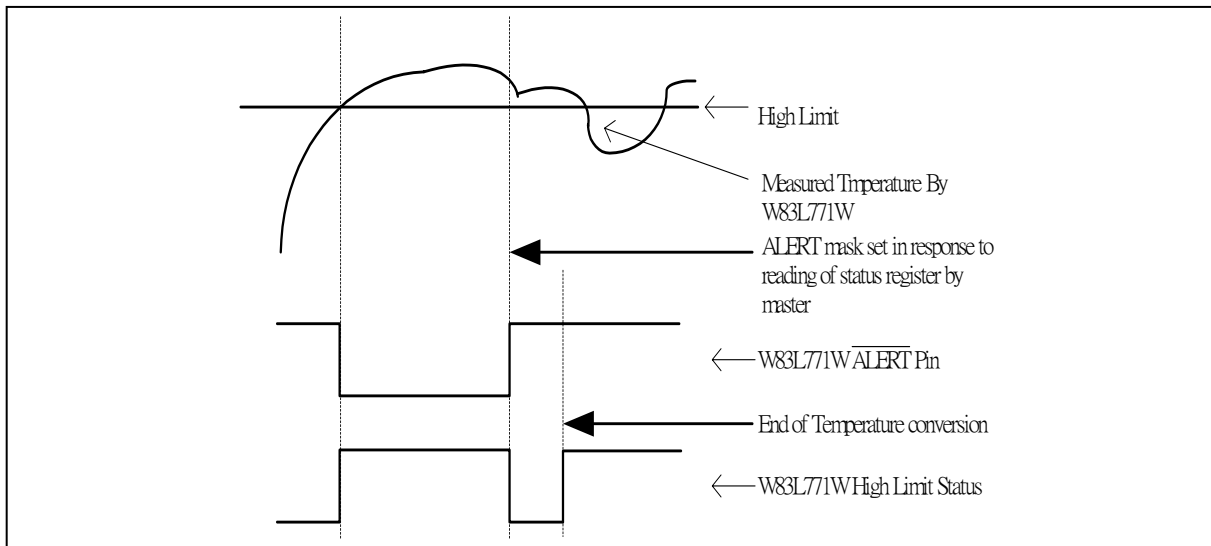 High Limit
Measured Tmperature By
W83L771W
ALERT mask set in response to
reading of status register by
master
W83L771W ALERT Pin
End of Temperature conversion
W83L771W High Limit Status